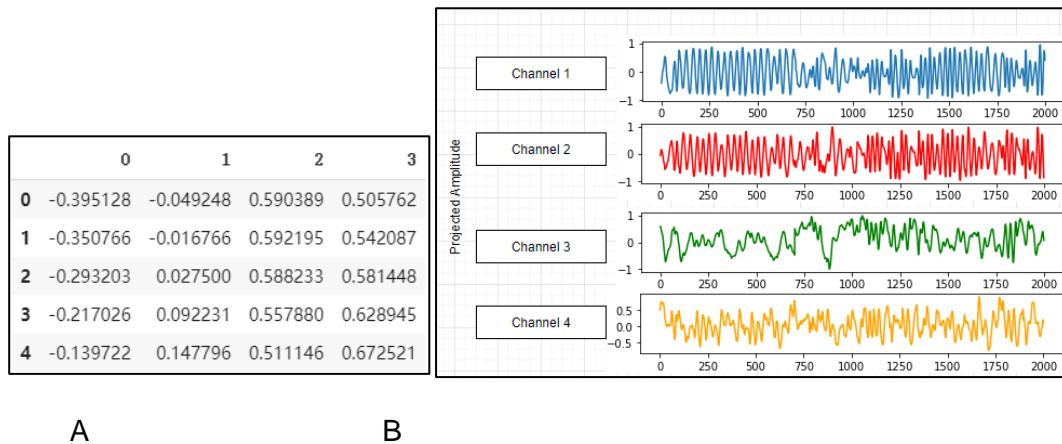 0 1 2 3
0 -0.395128 -0.049248 0.590389 0.505762
1 -0.350766 -0.016766 0.592195 0.542087
2 -0.293203 0.027500 0.588233 0.581448
3 -0.217026 0.092231 0.557880 0.628945
4 -0.139722 0.147796 0.511146 0.672521
Projected Amplitude
Channel 1
1
0
−1
0 250 500 750 1000 1250 1500 1750 2000
Channel 2
1
0
−1
0 250 500 750 1000 1250 1500 1750 2000
Channel 3
1
0
−1
0 250 500 750 1000 1250 1500 1750 2000
Channel 4
0.5
0.0
−0.5
0 250 500 750 1000 1250 1500 1750 2000
A B